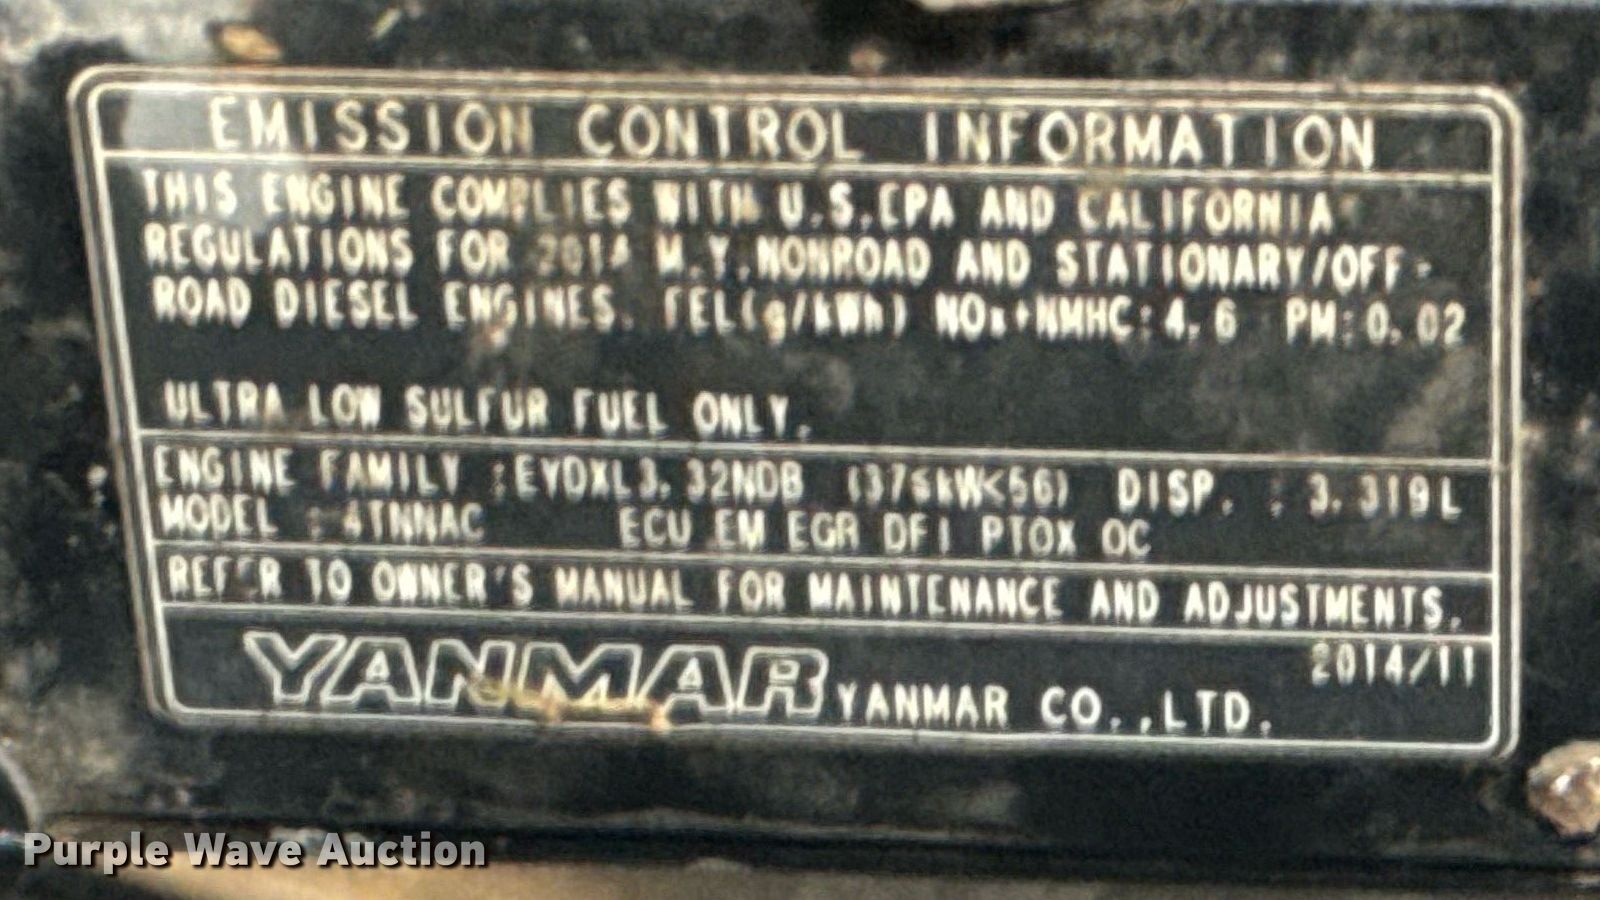 EMISSION CONTROL INFORMATION
THIS ENGINE COMPLIES WITH U.S.EPA AND CALIFORNIA
REGULATIONS FOR 2014 M.Y.NONROAD AND STATIONARY/OFF-
ROAD DIESEL ENGINES. FEL(g/kWh) NOx+NMHC:4.6 PM:0.02
ULTRA LOW SULFUR FUEL ONLY.
ENGINE FAMILY :EYDXL3.32NDB (37≤kW<56) DISP. : 3.319L
MODEL : 4TNNAC ECU EM EGR DFI PTOX OC
REFER TO OWNER'S MANUAL FOR MAINTENANCE AND ADJUSTMENTS.
2014/11
YANMAR YANMAR CO.,LTD.
Purple Wave Auction